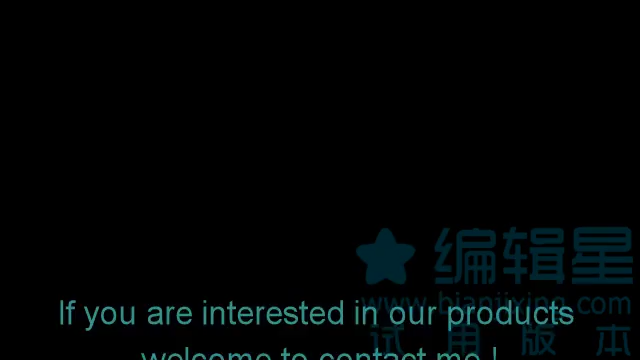 编辑星
www.bianjixing.com
If you are interested in our products
试用版本
welcome to contact me !